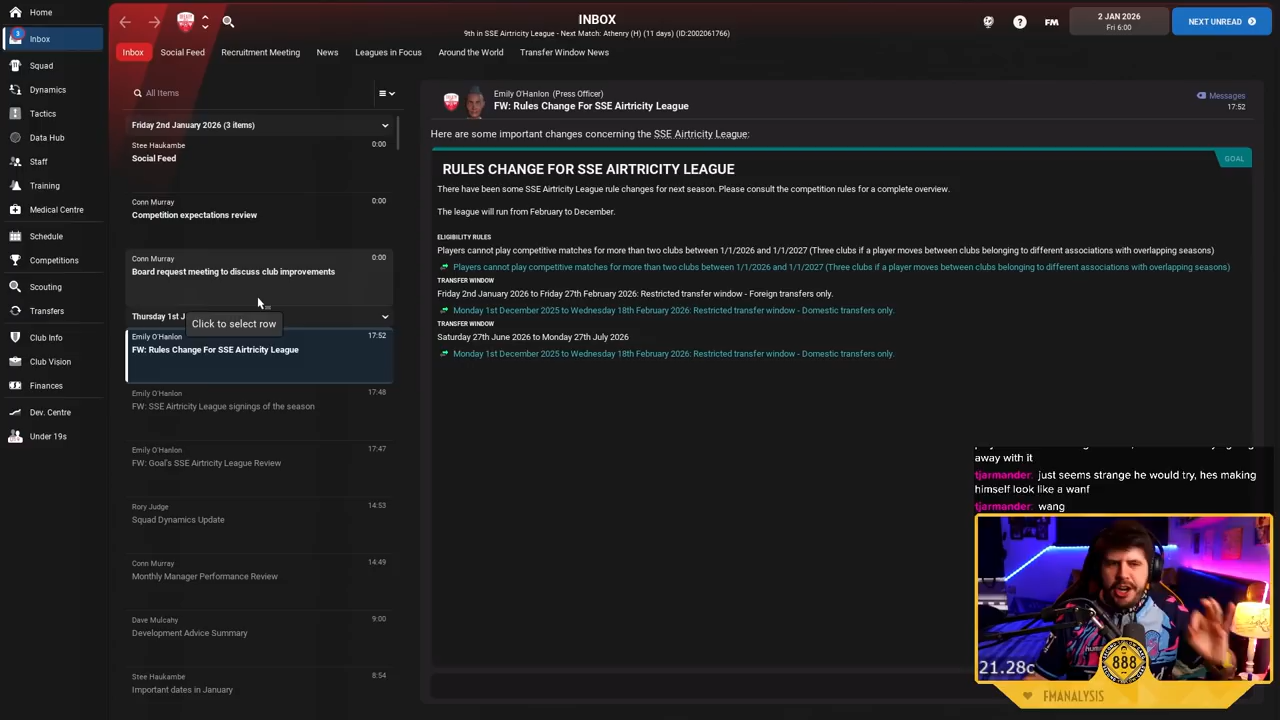 Home
INBOX
9th in SSE Airtricity League - Next Match: Athenry (H) (11 days) (ID:2002061766)
FM
2 JAN 2026
Fri 6:00
NEXT UNREAD
3
Inbox
Squad
Dynamics
Tactics
Data Hub
Staff
Training
Medical Centre
Schedule
Competitions
Scouting
Transfers
Club Info
Club Vision
Finances
Dev. Centre
Under 19s
Inbox
Social Feed
Recruitment Meeting
News
Leagues in Focus
Around the World
Transfer Window News
All Items
Friday 2nd January 2026 (3 items)
Stee Haukambe
0:00
Social Feed
Conn Murray
0:00
Competition expectations review
Conn Murray
0:00
Board request meeting to discuss club improvements
Thursday 1st J
Click to select row
Emily O'Hanlon
17:52
FW: Rules Change For SSE Airtricity League
Emily O'Hanlon
17:48
FW: SSE Airtricity League signings of the season
Emily O'Hanlon
17:47
FW: Goal's SSE Airtricity League Review
Rory Judge
14:53
Squad Dynamics Update
Conn Murray
14:49
Monthly Manager Performance Review
Dave Mulcahy
9:00
Development Advice Summary
Stee Haukambe
8:54
Important dates in January
Emily O'Hanlon (Press Officer)
FW: Rules Change For SSE Airtricity League
Messages
17:52
Here are some important changes concerning the SSE Airtricity League:
GOAL
RULES CHANGE FOR SSE AIRTRICITY LEAGUE
There have been some SSE Airtricity League rule changes for next season. Please consult the competition rules for a complete overview.
The league will run from February to December.
ELIGIBILITY RULES
Players cannot play competitive matches for more than two clubs between 1/1/2026 and 1/1/2027 (Three clubs if a player moves between clubs belonging to different associations with overlapping seasons)
Players cannot play competitive matches for more than two clubs between 1/1/2026 and 1/1/2027 (Three clubs if a player moves between clubs belonging to different associations with overlapping seasons)
TRANSFER WINDOW
Friday 2nd January 2026 to Friday 27th February 2026: Restricted transfer window - Foreign transfers only.
Monday 1st December 2025 to Wednesday 18th February 2026: Restricted transfer window - Domestic transfers only.
TRANSFER WINDOW
Saturday 27th June 2026 to Monday 27th July 2026
Monday 1st December 2025 to Wednesday 18th February 2026: Restricted transfer window - Domestic transfers only.
away with it
tjarmander: just seems strange he would try, hes making
himself look like a wanf
tjarmander: wang
21.28c
888
FMANALYSIS